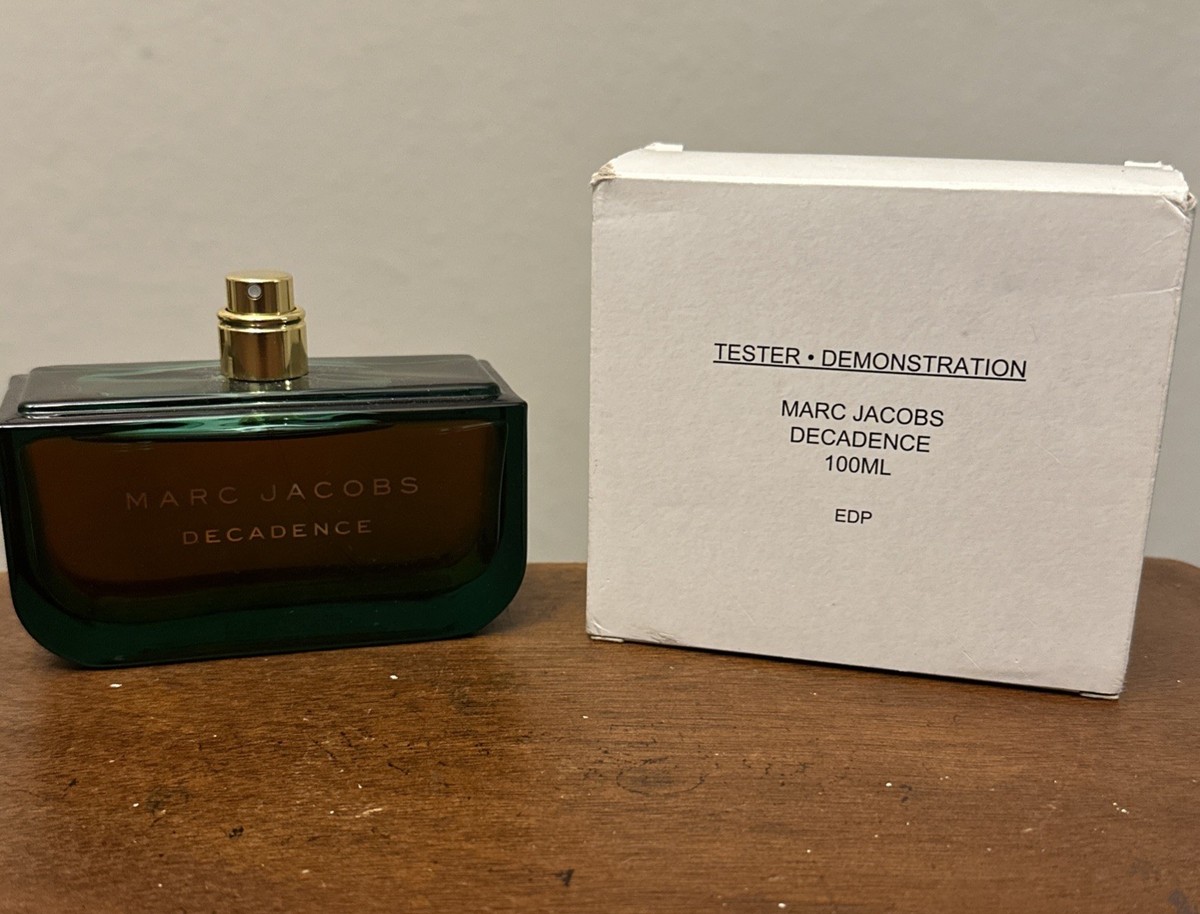 MARC JACOBS
DECADENCE
TESTER • DEMONSTRATION
MARC JACOBS
DECADENCE
100ML
EDP